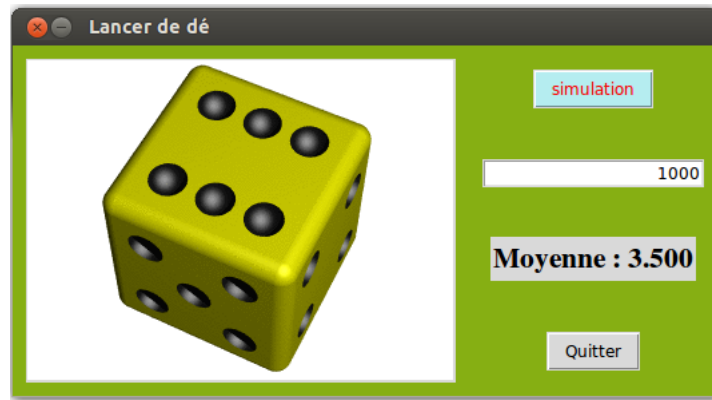 Lancer de dé
simulation
1000
Moyenne : 3.500
Quitter